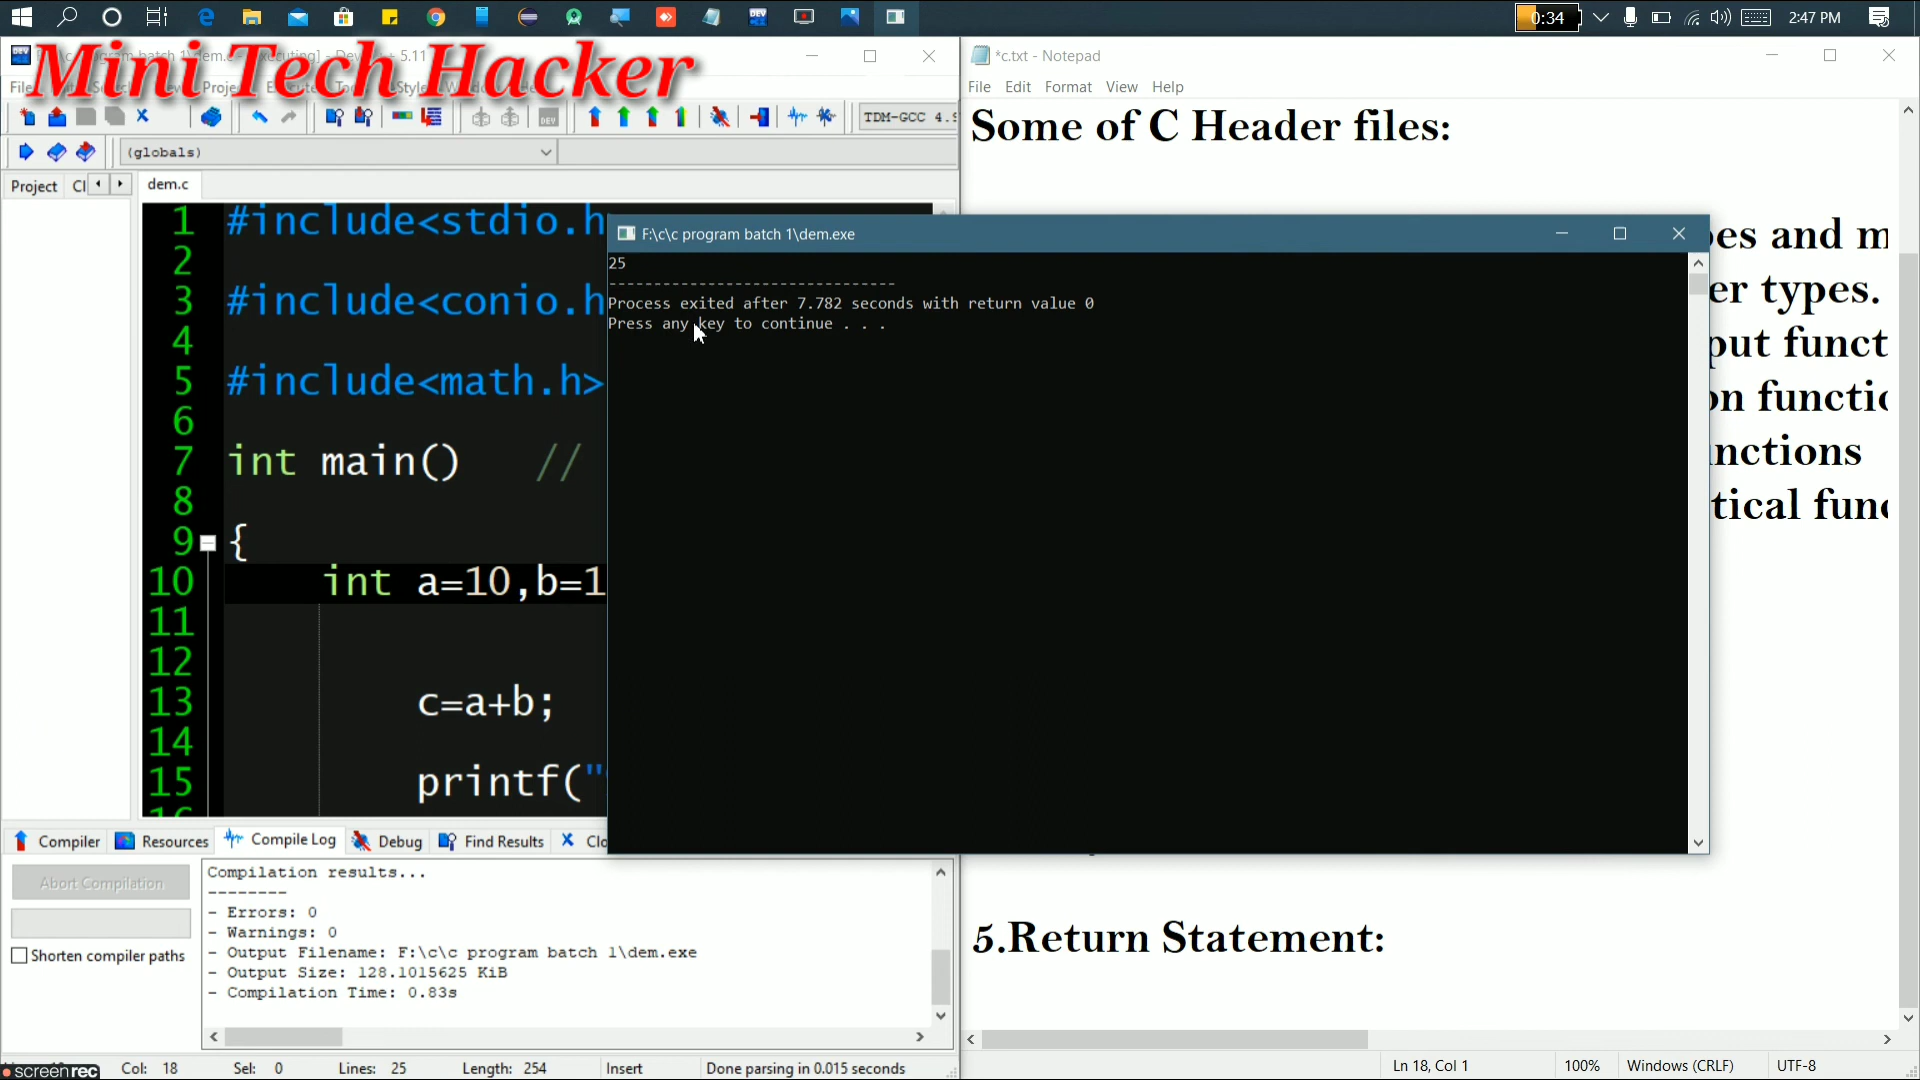 0:34
2:47 PM
Mini Tech Hacker
TDM-GCC 4.9
(globals)
Project
Cl
dem.c
1 #include<stdio.h
2
3 #include<conio.h
4
5 #include<math.h>
6
7 int main() //
8
9 {
10 int a=10,b=1
11
12
13 c=a+b;
14
15 printf("
Compiler
Resources
Compile Log
Debug
Find Results
Clo
Abort Compilation
Shorten compiler paths
Compilation results...
--------
- Errors: 0
- Warnings: 0
- Output Filename: F:\c\c program batch 1\dem.exe
- Output Size: 128.1015625 KiB
- Compilation Time: 0.83s
screenrec
Col: 18
Sel: 0
Lines: 25
Length: 254
Insert
Done parsing in 0.015 seconds
F:\c\c program batch 1\dem.exe
25
--------------------------------
Process exited after 7.782 seconds with return value 0
Press any key to continue . . .
*c.txt - Notepad
File Edit Format View Help
Some of C Header files:
pes and m
er types.
put funct
on functio
nctions
tical func
5.Return Statement:
Ln 18, Col 1
100%
Windows (CRLF)
UTF-8